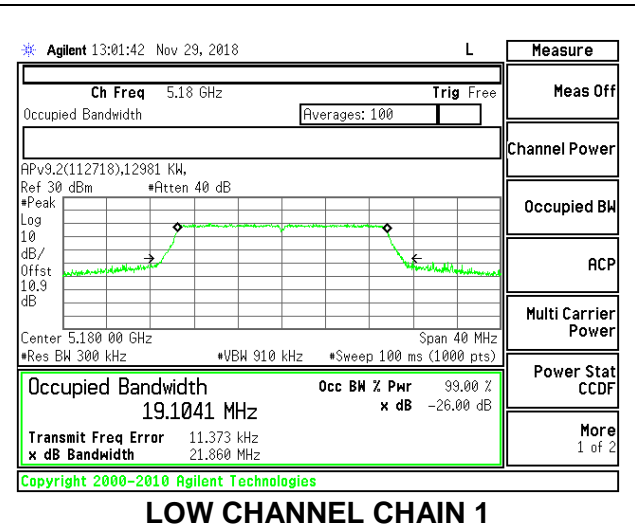 Agilent 13:01:42 Nov 29, 2018 L Measure
Ch Freq 5.18 GHz Trig Free
Meas Off
Occupied Bandwidth Averages: 100
Channel Power
APv9.2(112718),12981 KW,
Ref 30 dBm #Atten 40 dB
#Peak
Log
10
dB/
Offst
10.9
dB
Occupied BW
ACP
Multi Carrier
Power
Center 5.180 00 GHz Span 40 MHz
#Res BW 300 kHz #VBW 910 kHz #Sweep 100 ms (1000 pts)
Power Stat
CCDF
Occupied Bandwidth Occ BW % Pwr 99.00 %
19.1041 MHz x dB -26.00 dB
Transmit Freq Error 11.373 kHz
x dB Bandwidth 21.860 MHz
More
1 of 2
Copyright 2000-2010 Agilent Technologies
LOW CHANNEL CHAIN 1